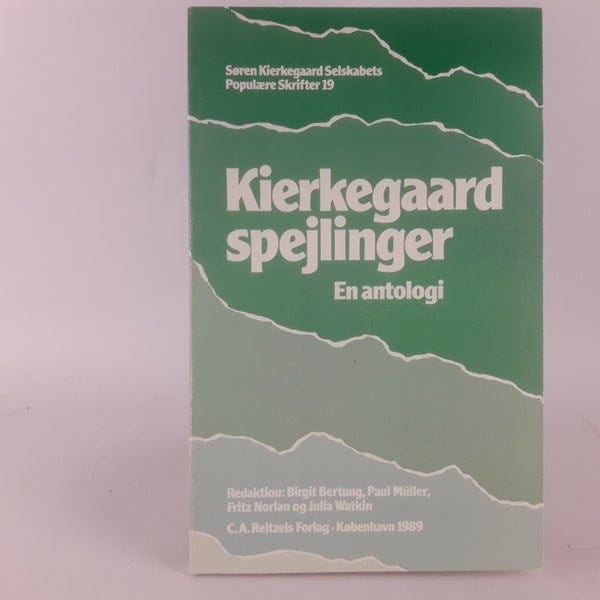 Søren Kierkegaard Selskabets
Populære Skrifter 19
Kierkegaard
spejlinger
En antologi
Redaktion: Birgit Bertung, Paul Müller,
Fritz Norlan og Julia Watkin
C. A. Reitzels Forlag · København 1989